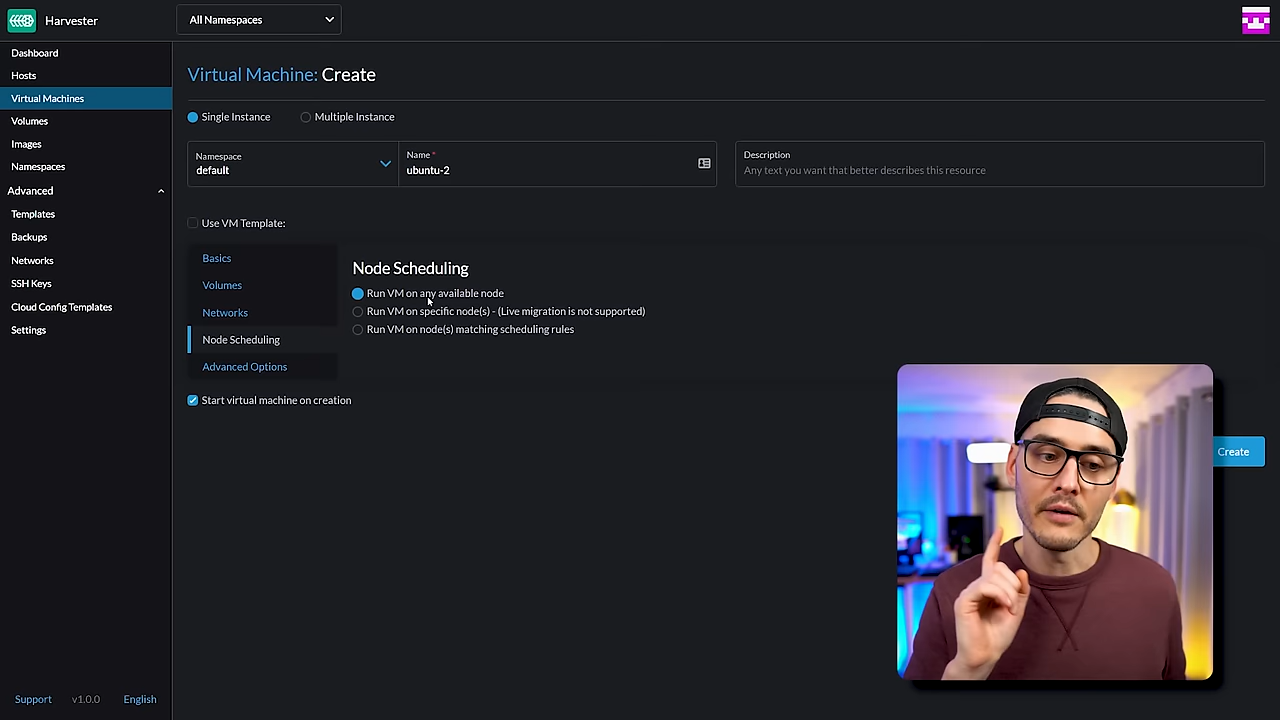 Harvester
All Namespaces
Dashboard
Hosts
Virtual Machines
Volumes
Images
Namespaces
Advanced
Templates
Backups
Networks
SSH Keys
Cloud Config Templates
Settings
Support v1.0.0 English
Virtual Machine: Create
Single Instance Multiple Instance
Namespace
default
Name *
ubuntu-2
Description
Any text you want that better describes this resource
Use VM Template:
Basics
Volumes
Networks
Node Scheduling
Advanced Options
Node Scheduling
Run VM on any available node
Run VM on specific node(s) - (Live migration is not supported)
Run VM on node(s) matching scheduling rules
Start virtual machine on creation
Create